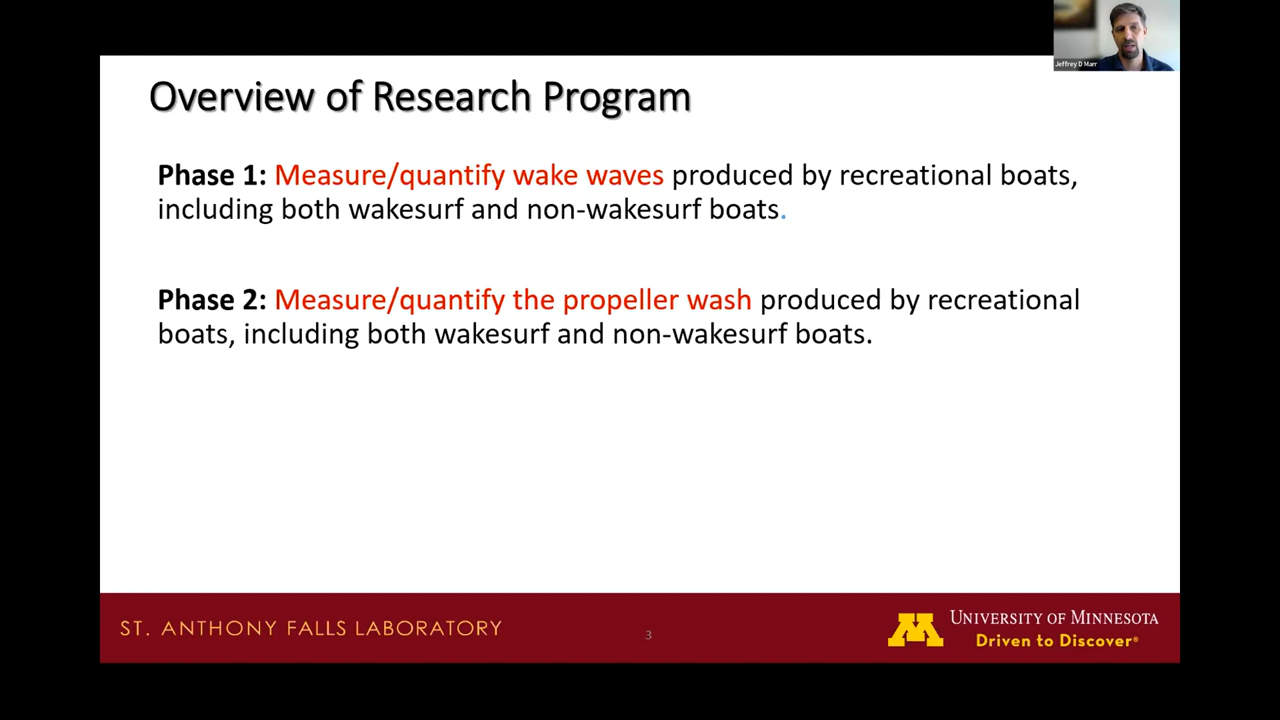 Jeffrey D Marr
Overview of Research Program
Phase 1: Measure/quantify wake waves produced by recreational boats,
including both wakesurf and non-wakesurf boats.
Phase 2: Measure/quantify the propeller wash produced by recreational
boats, including both wakesurf and non-wakesurf boats.
ST. ANTHONY FALLS LABORATORY
3
M
UNIVERSITY OF MINNESOTA
Driven to Discover®